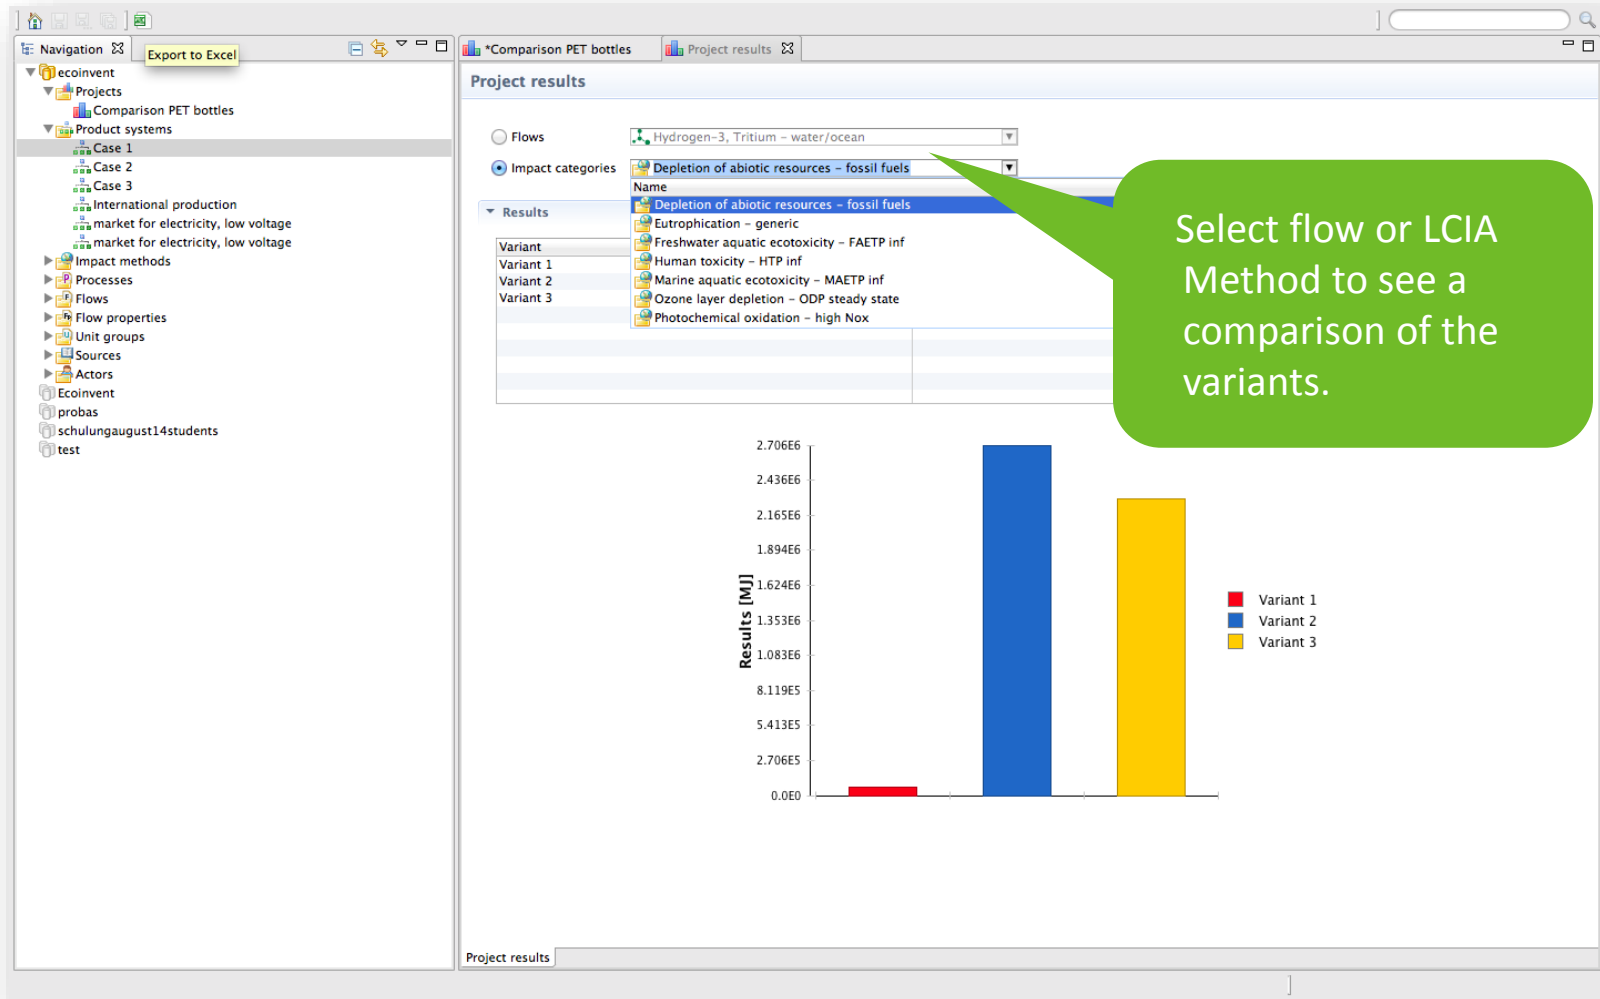 Navigation
Export to Excel
ecoinvent
Projects
Comparison PET bottles
Product systems
Case 1
Case 2
Case 3
International production
market for electricity, low voltage
market for electricity, low voltage
Impact methods
Processes
Flows
Flow properties
Unit groups
Sources
Actors
Ecoinvent
probas
schulungaugust14students
test
*Comparison PET bottles
Project results
Project results
Flows
Hydrogen-3, Tritium - water/ocean
Impact categories
Depletion of abiotic resources - fossil fuels
Name
Depletion of abiotic resources - fossil fuels
Eutrophication - generic
Freshwater aquatic ecotoxicity - FAETP inf
Human toxicity - HTP inf
Marine aquatic ecotoxicity - MAETP inf
Ozone layer depletion - ODP steady state
Photochemical oxidation - high Nox
Results
Variant
Variant 1
Variant 2
Variant 3
Select flow or LCIA
Method to see a
comparison of the
variants.
2.706E6
2.436E6
2.165E6
1.894E6
1.624E6
1.353E6
1.083E6
8.119E5
5.413E5
2.706E5
0.0E0
Results [MJ]
Variant 1
Variant 2
Variant 3
Project results